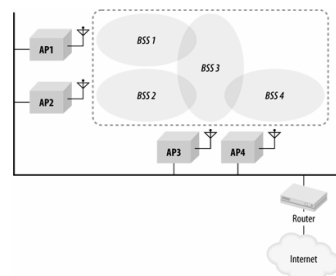 AP1
BSS 1
BSS 3
AP2
BSS 2
BSS 4
AP3
AP4
Router
Internet